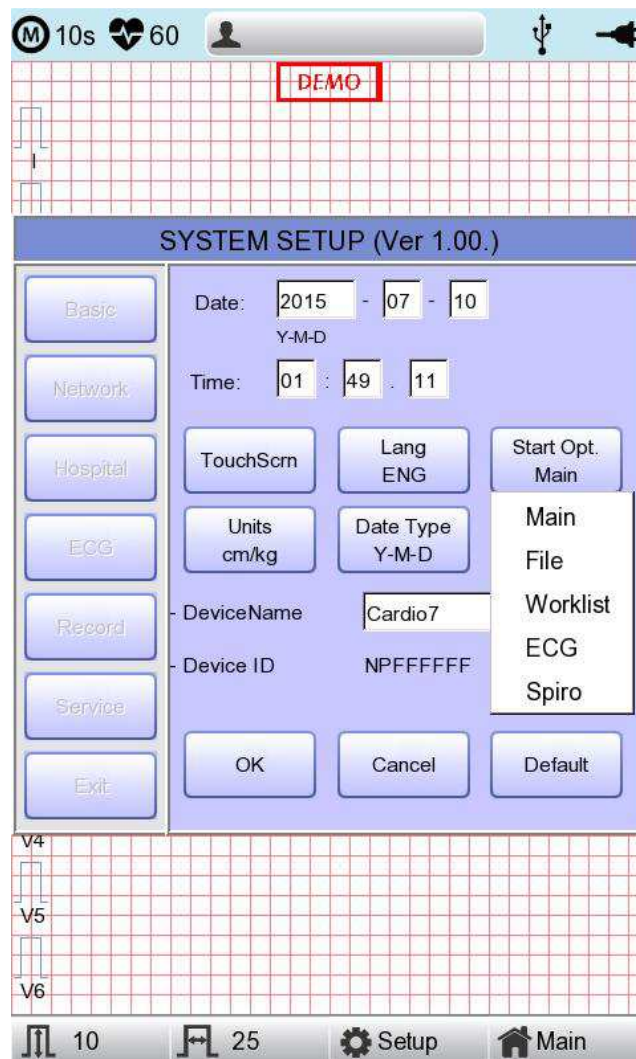 M 10s 60
DEMO
I
SYSTEM SETUP (Ver 1.00.)
Basic
Network
Hospital
ECG
Record
Service
Exit
Date: 2015 - 07 - 10
Y-M-D
Time: 01 : 49 . 11
TouchScrn
Lang
ENG
Start Opt.
Main
Units
cm/kg
Date Type
Y-M-D
Main
File
Worklist
ECG
Spiro
- DeviceName Cardio7
- Device ID NPFFFFFF
OK Cancel Default
V4
V5
V6
10 25 Setup Main